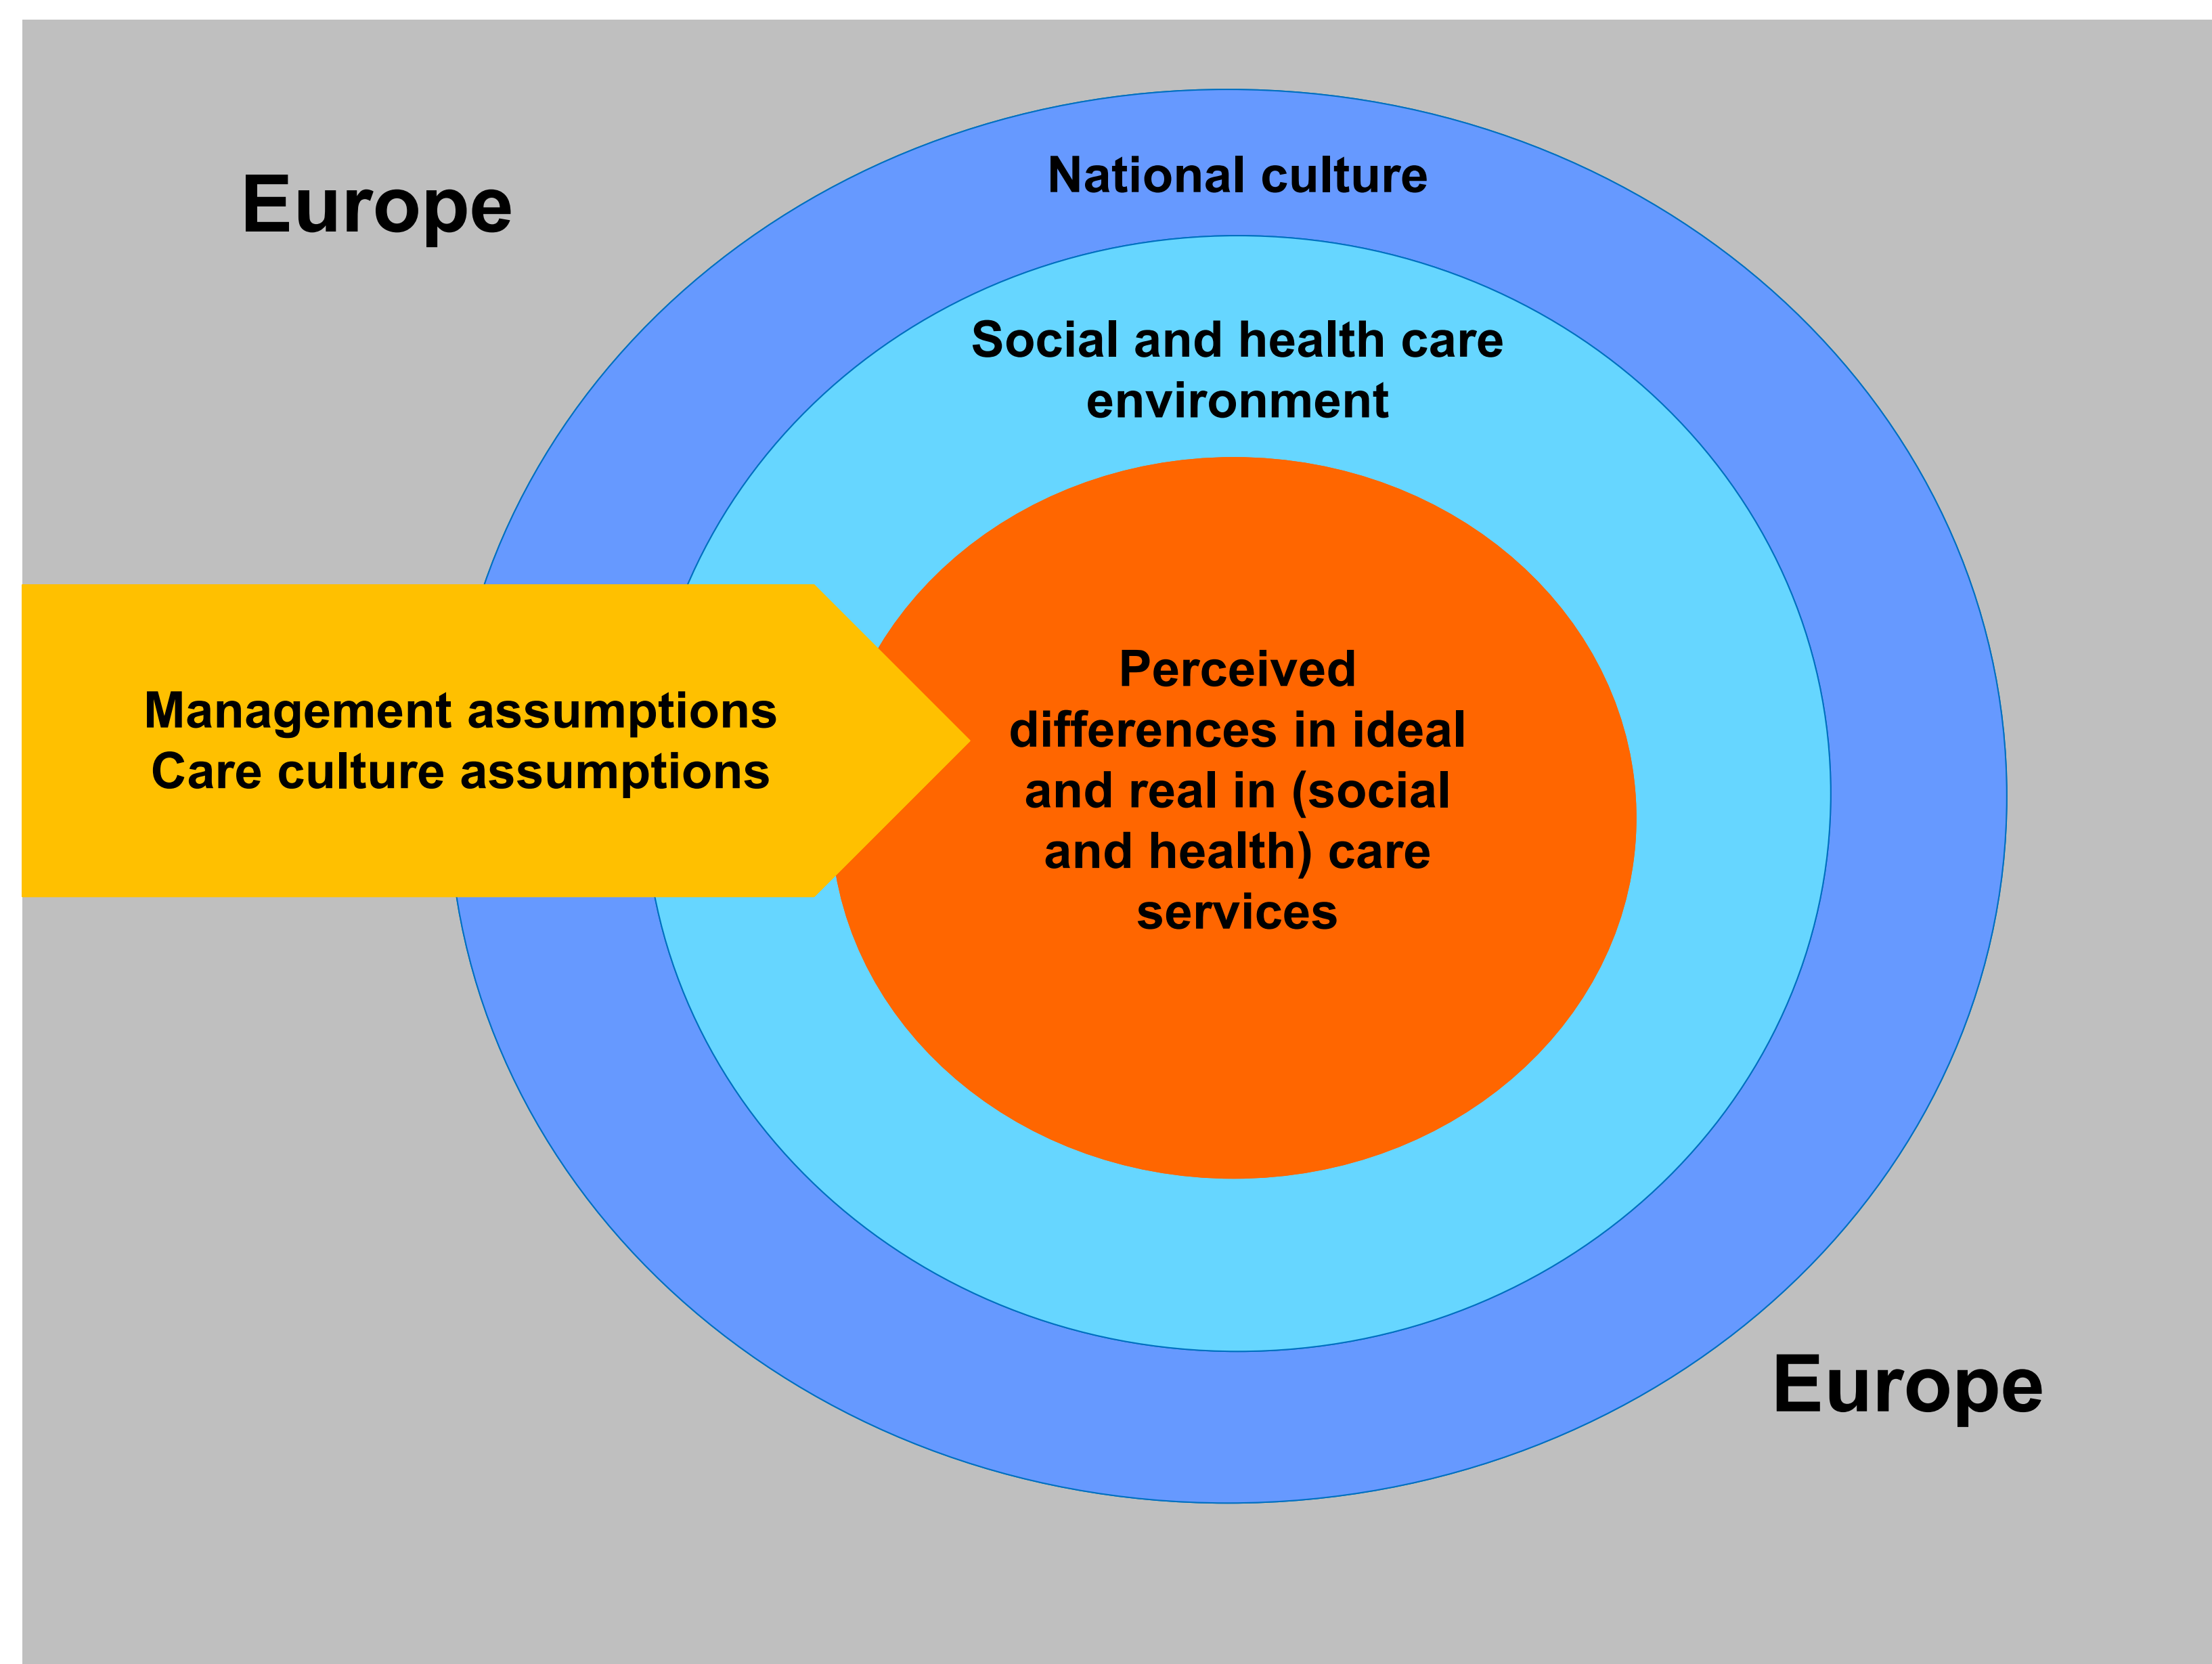 Europe
National culture
Social and health care
environment
Management assumptions
Care culture assumptions
Perceived
differences in ideal
and real in (social
and health) care
services
Europe